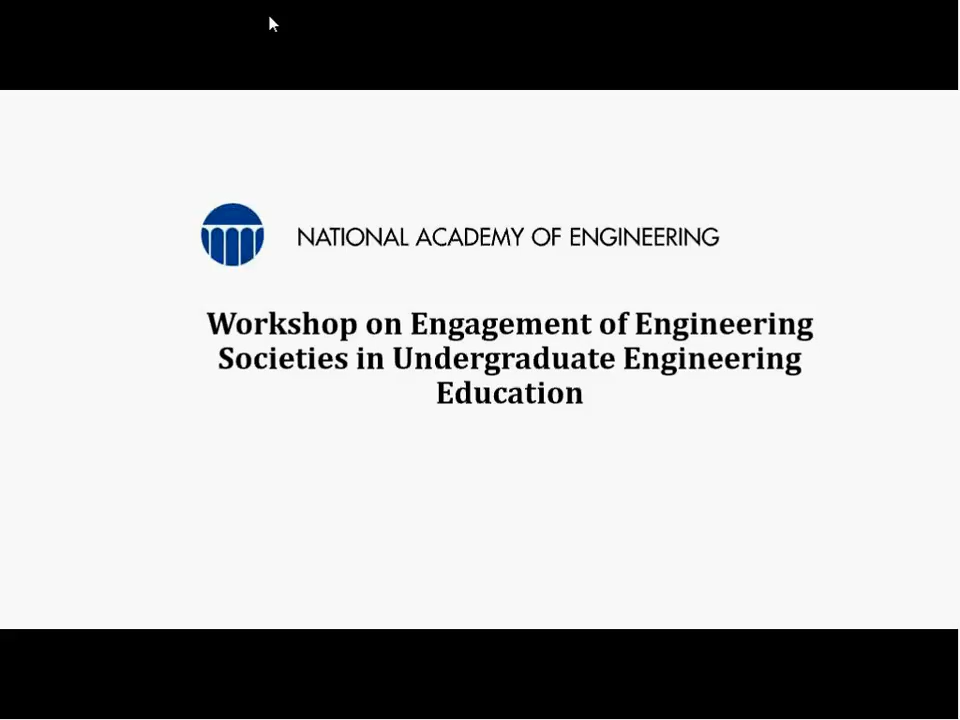 NATIONAL ACADEMY OF ENGINEERING
Workshop on Engagement of Engineering
Societies in Undergraduate Engineering
Education